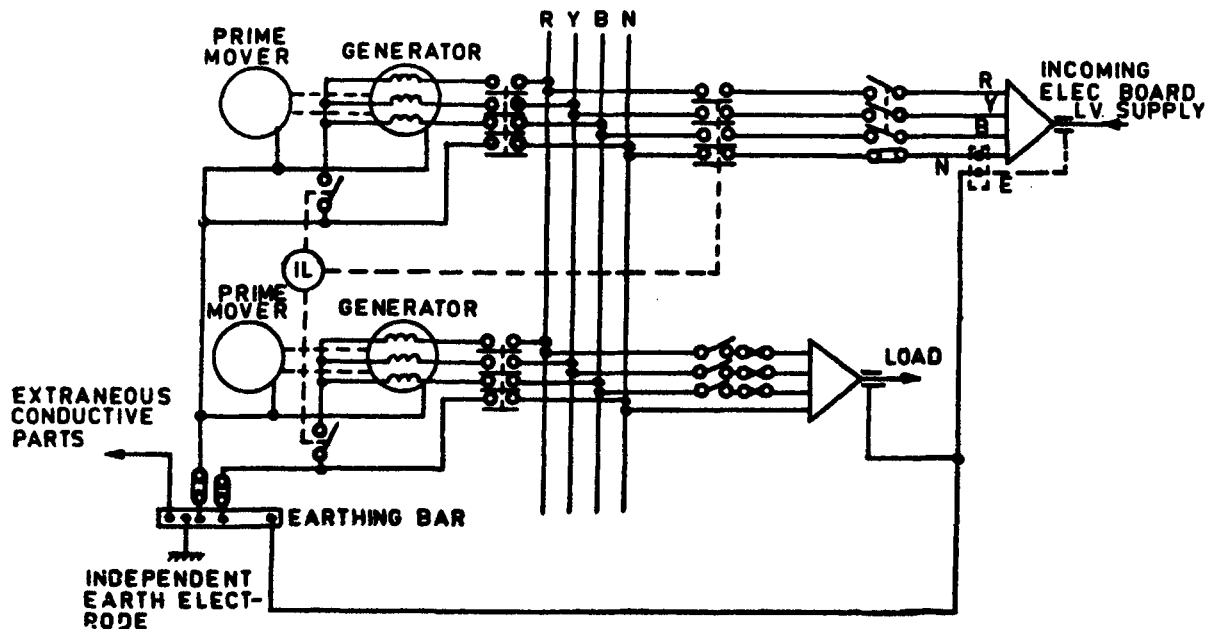 R Y B N
PRIME
MOVER
GENERATOR
INCOMING
ELEC BOARD
L.V. SUPPLY
R
Y
B
N
E
IL
PRIME
MOVER
GENERATOR
LOAD
EXTRANEOUS
CONDUCTIVE
PARTS
EARTHING BAR
INDEPENDENT
EARTH ELECT-
RODE